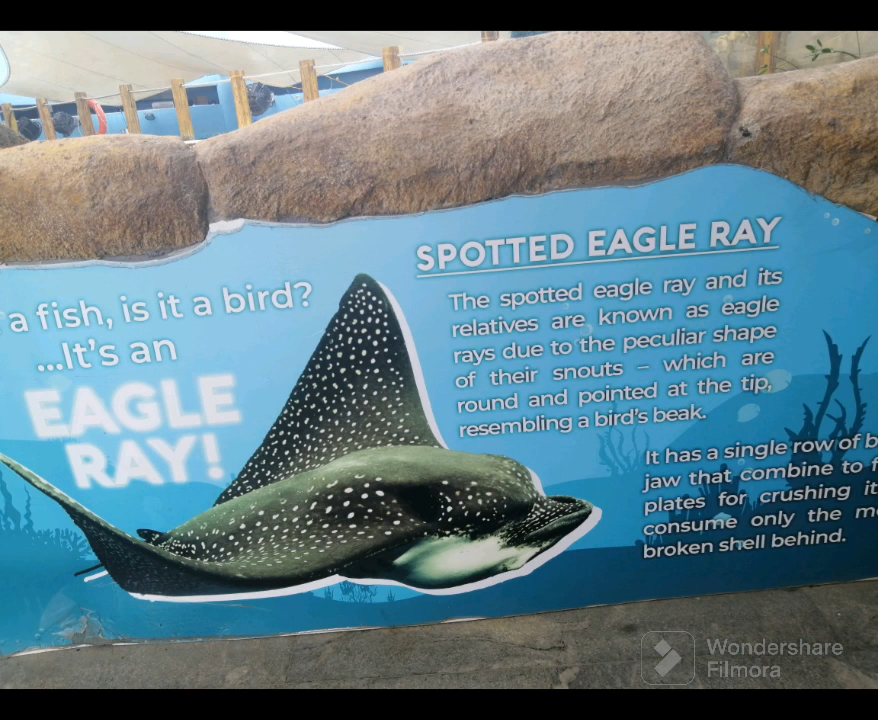 a fish, is it a bird?
...It's an
EAGLE
RAY!
SPOTTED EAGLE RAY
The spotted eagle ray and its
relatives are known as eagle
rays due to the peculiar shape
of their snouts – which are
round and pointed at the tip,
resembling a bird's beak.
It has a single row of
jaw that combine to
plates for crushing
consume only the
broken shell behind.
Wondershare
Filmora